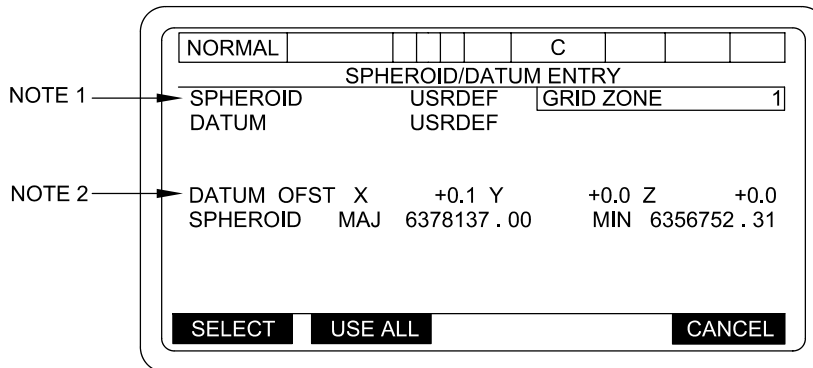 NORMAL C
SPHEROID/DATUM ENTRY
NOTE 1 SPHEROID USRDEF GRID ZONE 1
DATUM USRDEF
NOTE 2 DATUM OFST X +0.1 Y +0.0 Z +0.0
SPHEROID MAJ 6378137.00 MIN 6356752.31
SELECT USE ALL CANCEL